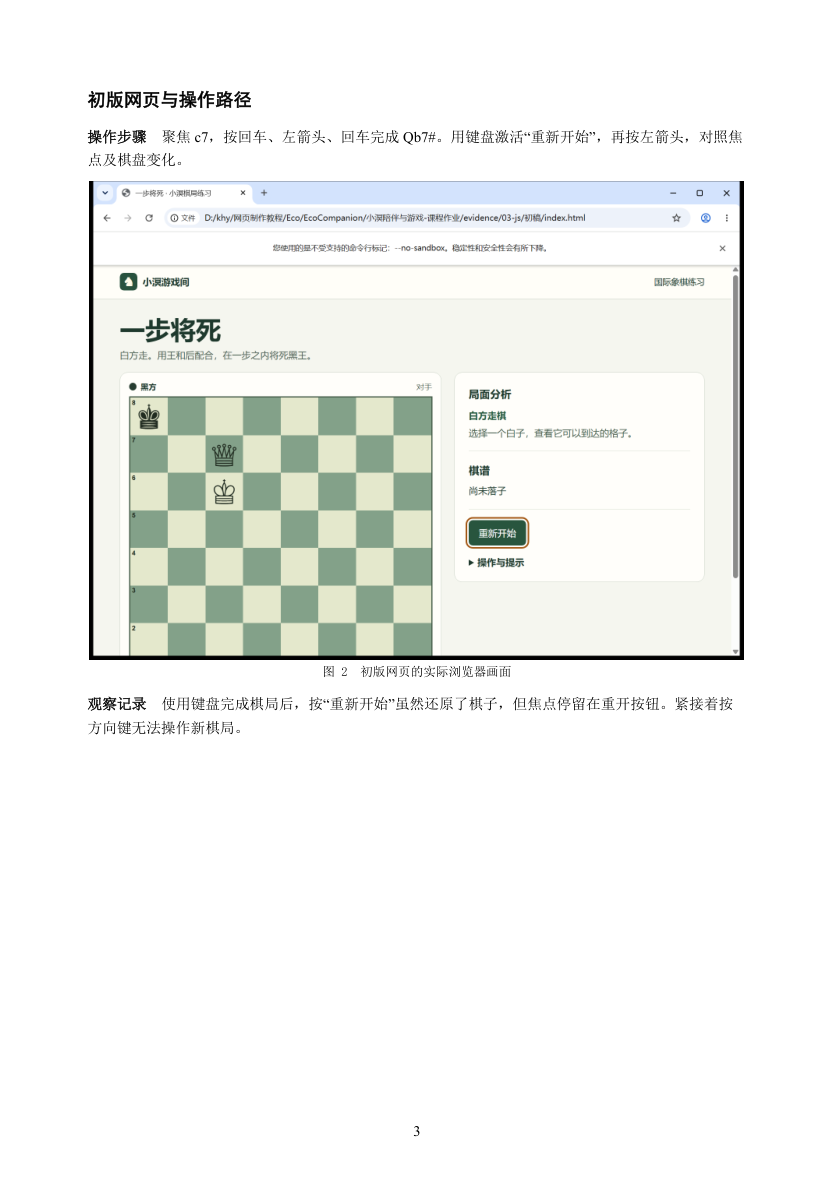 初版网页与操作路径
操作步骤 聚焦 c7，按回车、左箭头、回车完成 Qb7#。用键盘激活“重新开始”，再按左箭头，对照焦
点及棋盘变化。
一步将死 · 小溟棋局练习
文件 D:/khy/网页制作教程/Eco/EcoCompanion/小溟陪伴与游戏-课程作业/evidence/03-js/初稿/index.html
您使用的是不受支持的命令行标记：--no-sandbox。稳定性和安全性会有所下降。
小溟游戏间
国际象棋练习
一步将死
白方走。用王和后配合，在一步之内将死黑王。
黑方
对手
8
7
6
5
4
3
2
局面分析
白方走棋
选择一个白子，查看它可以到达的格子。
棋谱
尚未落子
重新开始
操作与提示
图 2 初版网页的实际浏览器画面
观察记录 使用键盘完成棋局后，按“重新开始”虽然还原了棋子，但焦点停留在重开按钮。紧接着按
方向键无法操作新棋局。
3